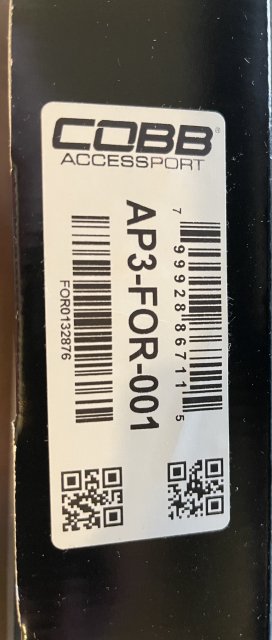 COBB®
ACCESSPORT
7 99928 86711 5
AP3-FOR-001
FOR0132876